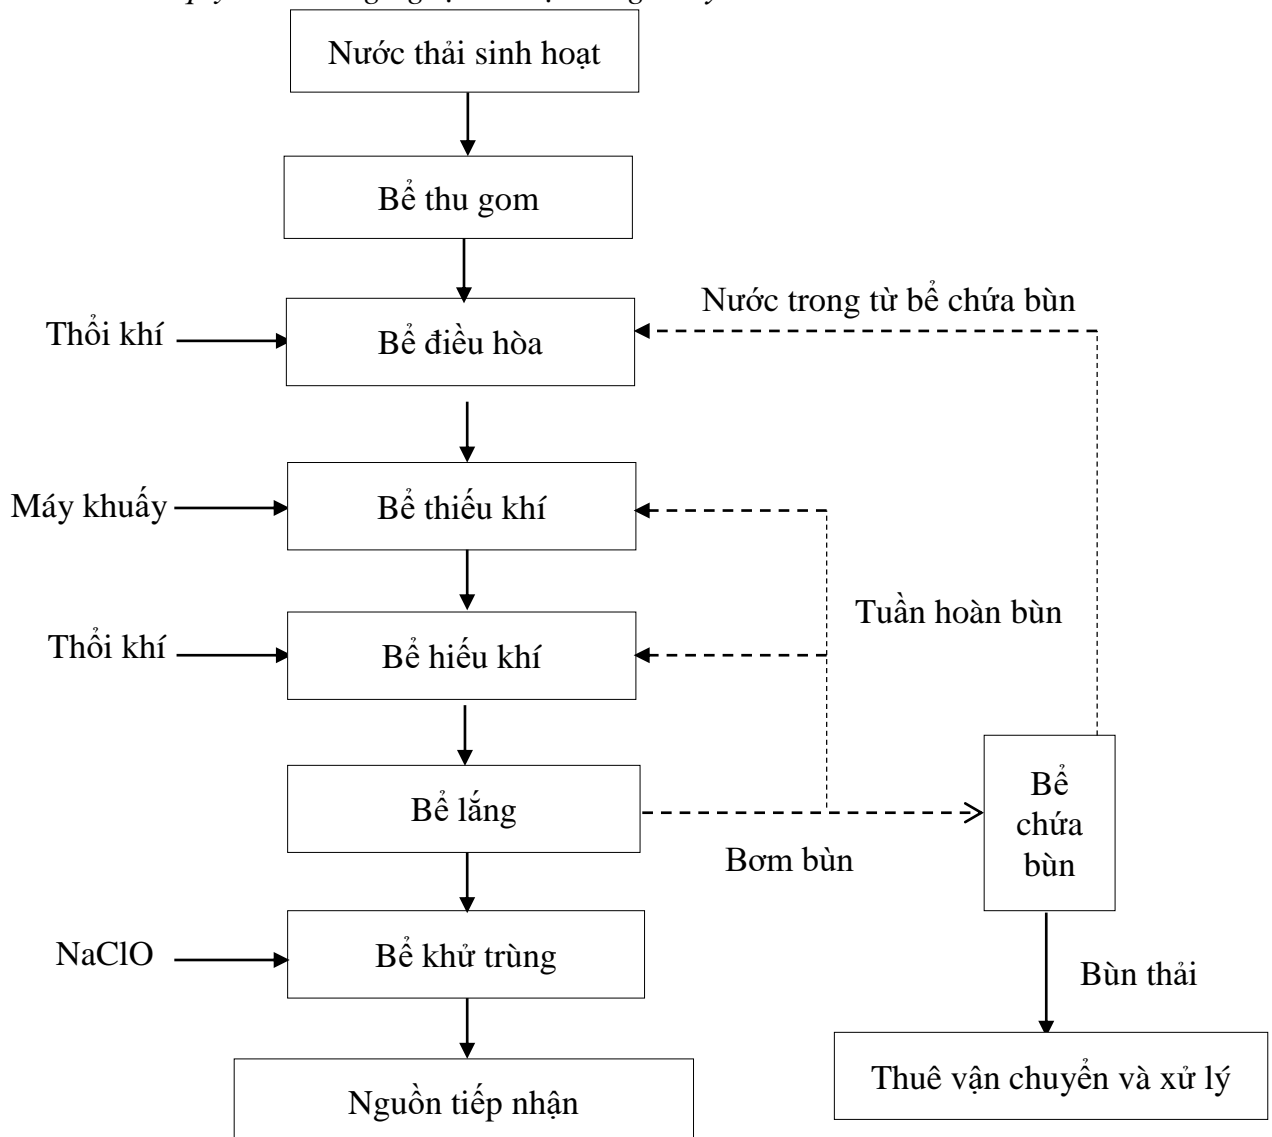 Nước thải sinh hoạt
Bể thu gom
Nước trong từ bể chứa bùn
Thổi khí
Bể điều hòa
Máy khuấy
Bể thiếu khí
Tuần hoàn bùn
Thổi khí
Bể hiếu khí
Bể lắng
Bể
chứa
bùn
Bơm bùn
NaClO
Bể khử trùng
Bùn thải
Thuê vận chuyển và xử lý
Nguồn tiếp nhận